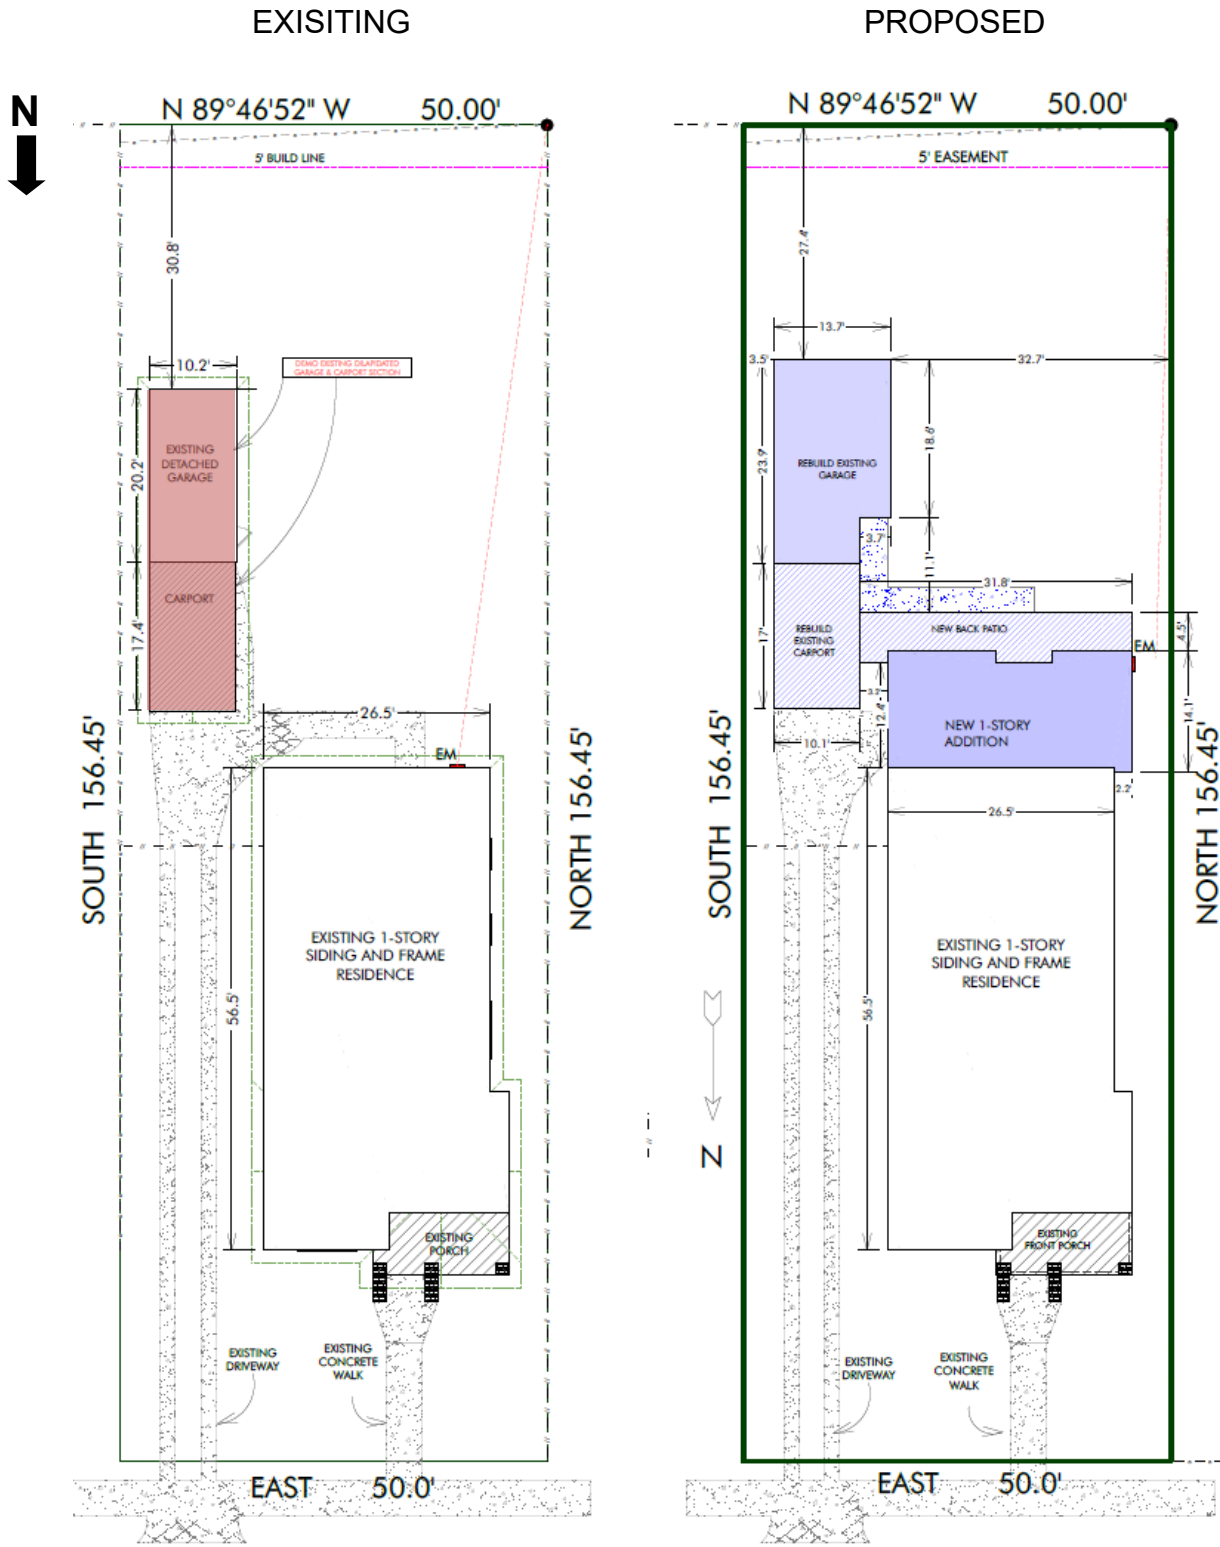 EXISITING
PROPOSED
N
N 89°46'52" W 50.00'
5' BUILD LINE
30.8'
10.2'
DEMO EXISTING DILAPIDATED
GARAGE & CARPORT SECTION
EXISTING
DETACHED
GARAGE
20.2'
CARPORT
17.4'
26.5'
EM
SOUTH 156.45'
NORTH 156.45'
EXISTING 1-STORY
SIDING AND FRAME
RESIDENCE
56.5'
EXISTING
PORCH
EXISTING
DRIVEWAY
EXISTING
CONCRETE
WALK
EAST 50.0'
N 89°46'52" W 50.00'
5' EASEMENT
27.4'
13.7'
3.5'
32.7'
23.9'
REBUILD EXISTING
GARAGE
18.6'
3.7'
11.1'
31.8'
REBUILD
EXISTING
CARPORT
17'
NEW BACK PATIO
4.5'
EM
3.2'
12.4'
NEW 1-STORY
ADDITION
14.1'
10.1'
2.2'
26.5'
SOUTH 156.45'
NORTH 156.45'
EXISTING 1-STORY
SIDING AND FRAME
RESIDENCE
56.5'
N
EXISTING
FRONT PORCH
EXISTING
DRIVEWAY
EXISTING
CONCRETE
WALK
EAST 50.0'